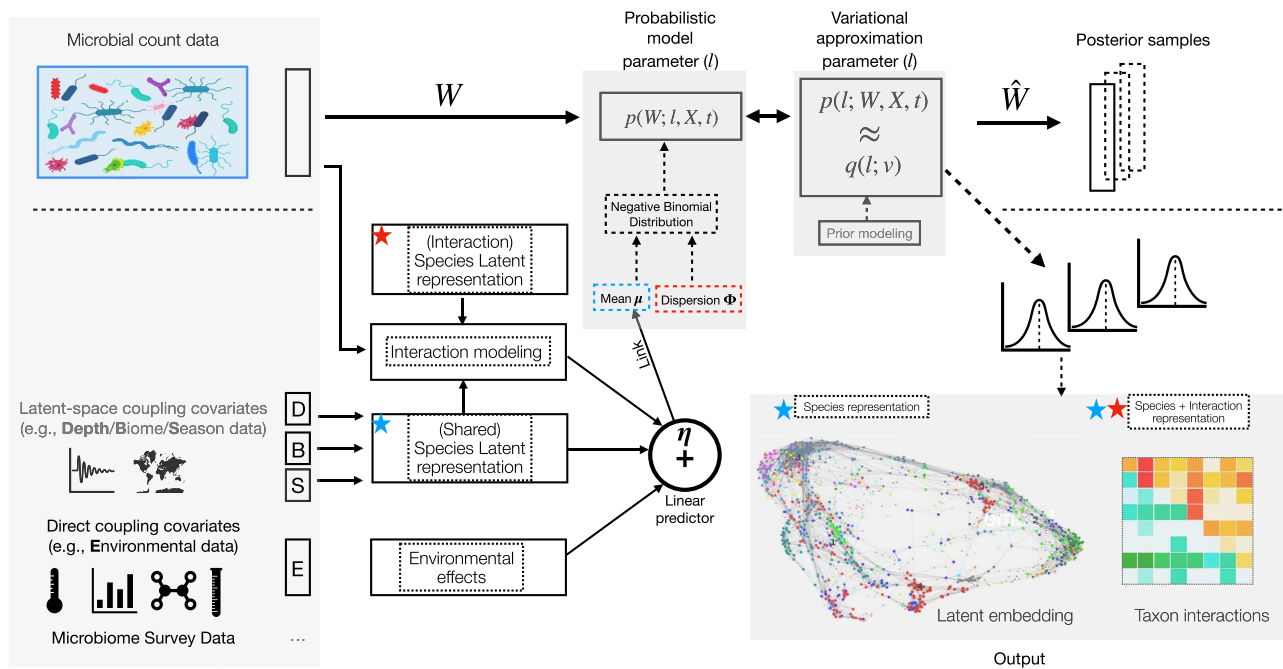 Microbial count data
W
Probabilistic
model
parameter (l)
p(W; l, X, t)
Negative Binomial
Distribution
Mean μ
Dispersion Φ
Variational
approximation
parameter (l)
p(l; W, X, t)
≈
q(l; v)
Prior modeling
Ŵ
Posterior samples
(Interaction)
Species Latent
representation
Interaction modeling
Link
Latent-space coupling covariates
(e.g., Depth/Biome/Season data)
D
B
S
(Shared)
Species Latent
representation
η
+
Linear
predictor
Direct coupling covariates
(e.g., Environmental data)
E
Environmental
effects
Microbiome Survey Data
...
Species representation
Species + Interaction
representation
Latent embedding
Taxon interactions
Output